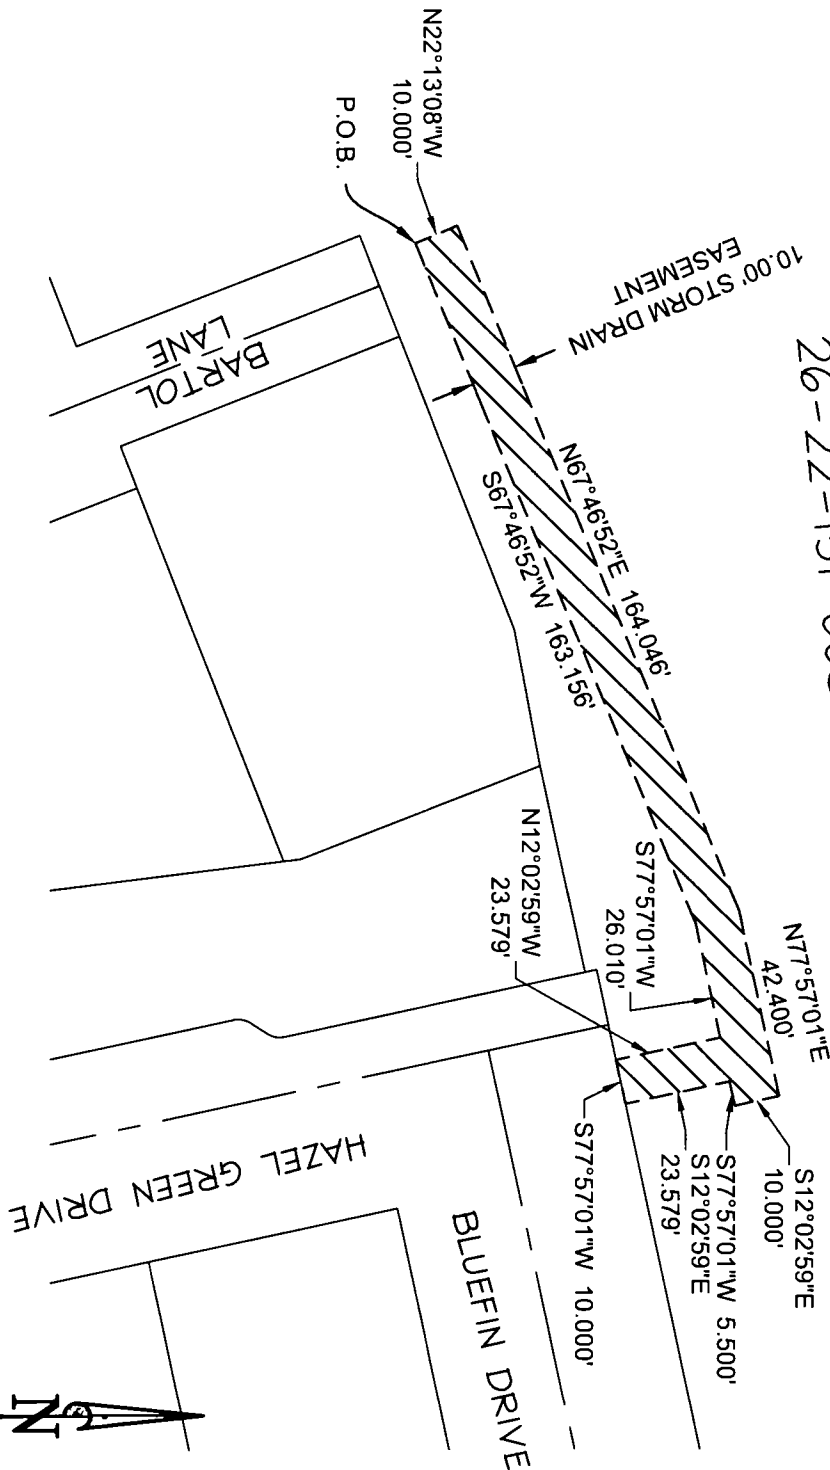 N22°13'08"W
10.000'
P.O.B.
10.00' STORM DRAIN
EASEMENT
BARTOL
LANE
N67°46'52"E 164.046'
S67°46'52"W 163.156'
N77°57'01"E
42.400'
S77°57'01"W
26.010'
N12°02'59"W
23.579'
S12°02'59"E
10.000'
S77°57'01"W 5.500'
S12°02'59"E
23.579'
S77°57'01"W 10.000'
HAZEL GREEN DRIVE
BLUEFIN DRIVE
N